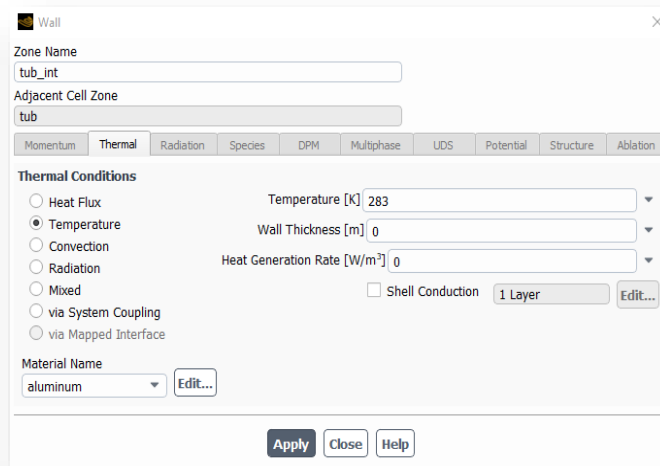 Wall
Zone Name
tub_int
Adjacent Cell Zone
tub
Momentum Thermal Radiation Species DPM Multiphase UDS Potential Structure Ablation
Thermal Conditions
Heat Flux
Temperature
Convection
Radiation
Mixed
via System Coupling
via Mapped Interface
Temperature [K] 283
Wall Thickness [m] 0
Heat Generation Rate [W/m³] 0
Shell Conduction 1 Layer Edit...
Material Name
aluminum Edit...
Apply Close Help